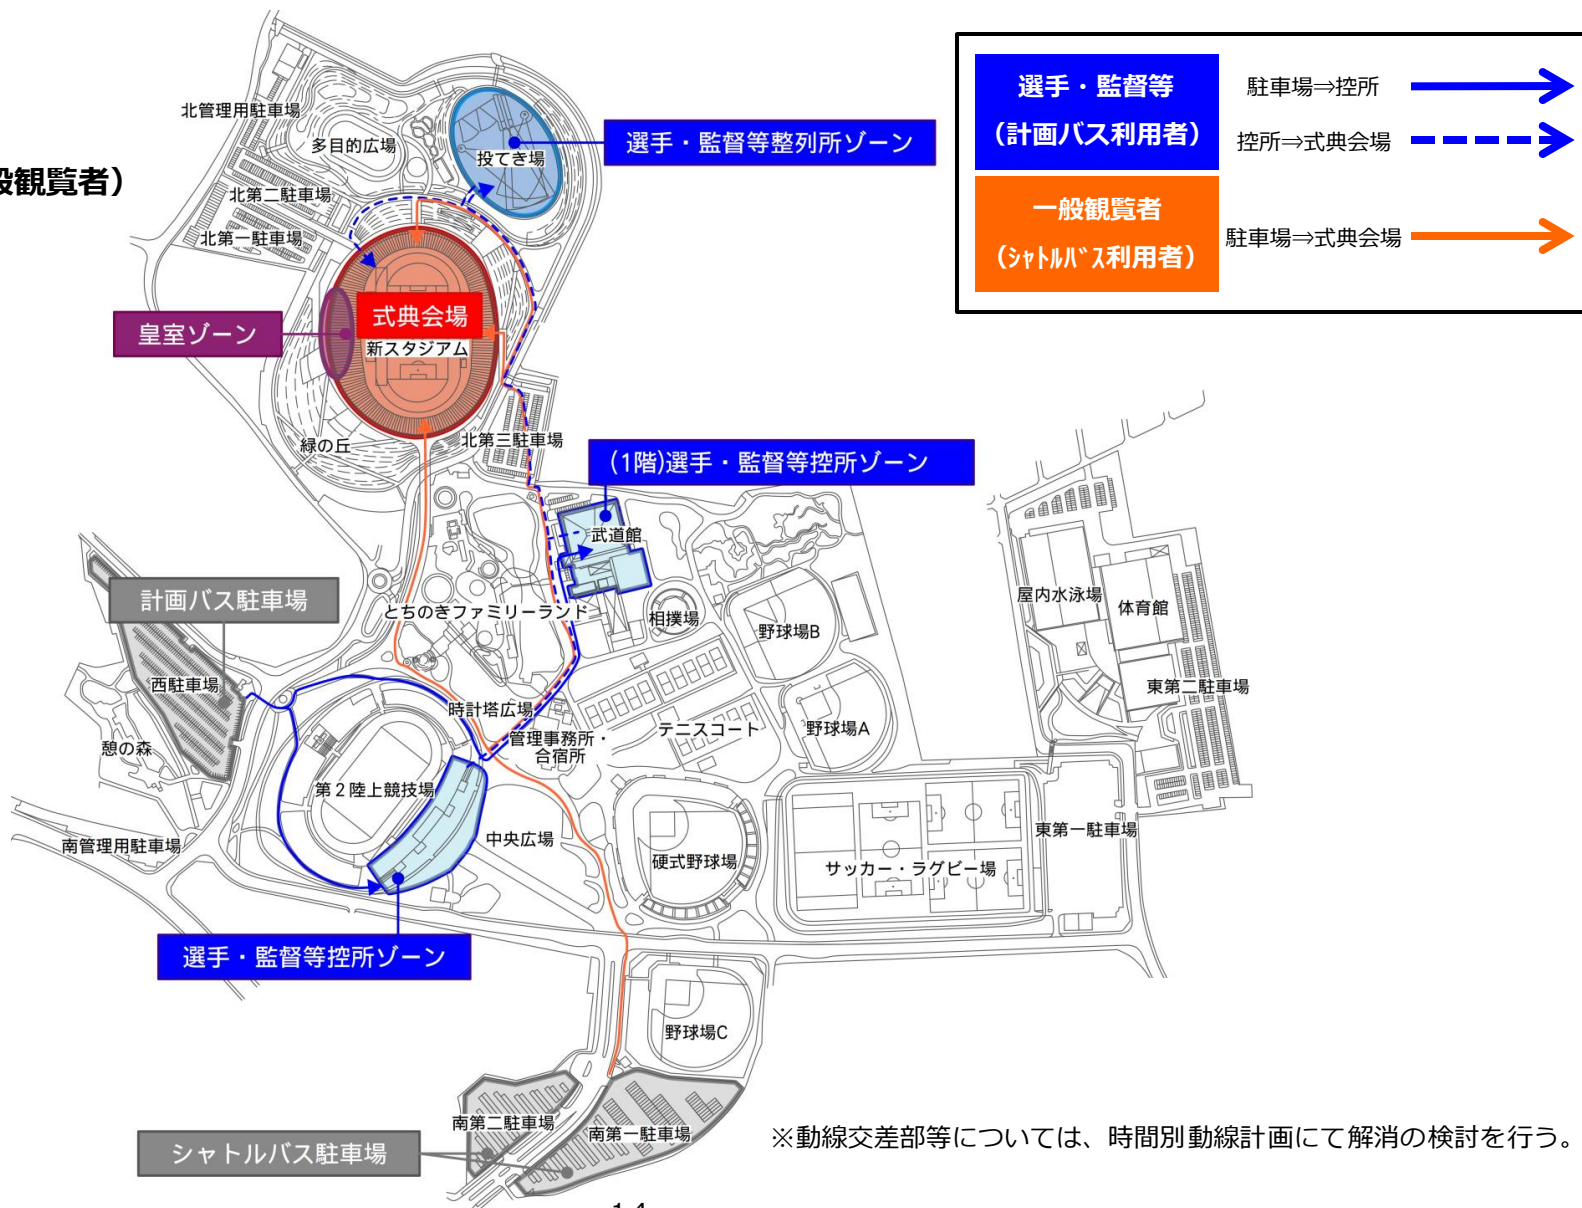 選手・監督等
（計画バス利用者）
駐車場⇒控所
控所⇒式典会場
一般観覧者
（ｼｬﾄﾙﾊﾞｽ利用者）
駐車場⇒式典会場
般観覧者）
北管理用駐車場
多目的広場
投てき場
選手・監督等整列所ゾーン
北第二駐車場
北第一駐車場
皇室ゾーン
式典会場
新スタジアム
緑の丘
北第三駐車場
(1階)選手・監督等控所ゾーン
武道館
計画バス駐車場
とちのきファミリーランド
相撲場
野球場B
屋内水泳場
体育館
西駐車場
東第二駐車場
時計塔広場
管理事務所・
合宿所
テニスコート
野球場A
憩の森
第２陸上競技場
南管理用駐車場
中央広場
硬式野球場
サッカー・ラグビー場
東第一駐車場
選手・監督等控所ゾーン
野球場C
南第二駐車場
南第一駐車場
シャトルバス駐車場
※動線交差部等については、時間別動線計画にて解消の検討を行う。
14